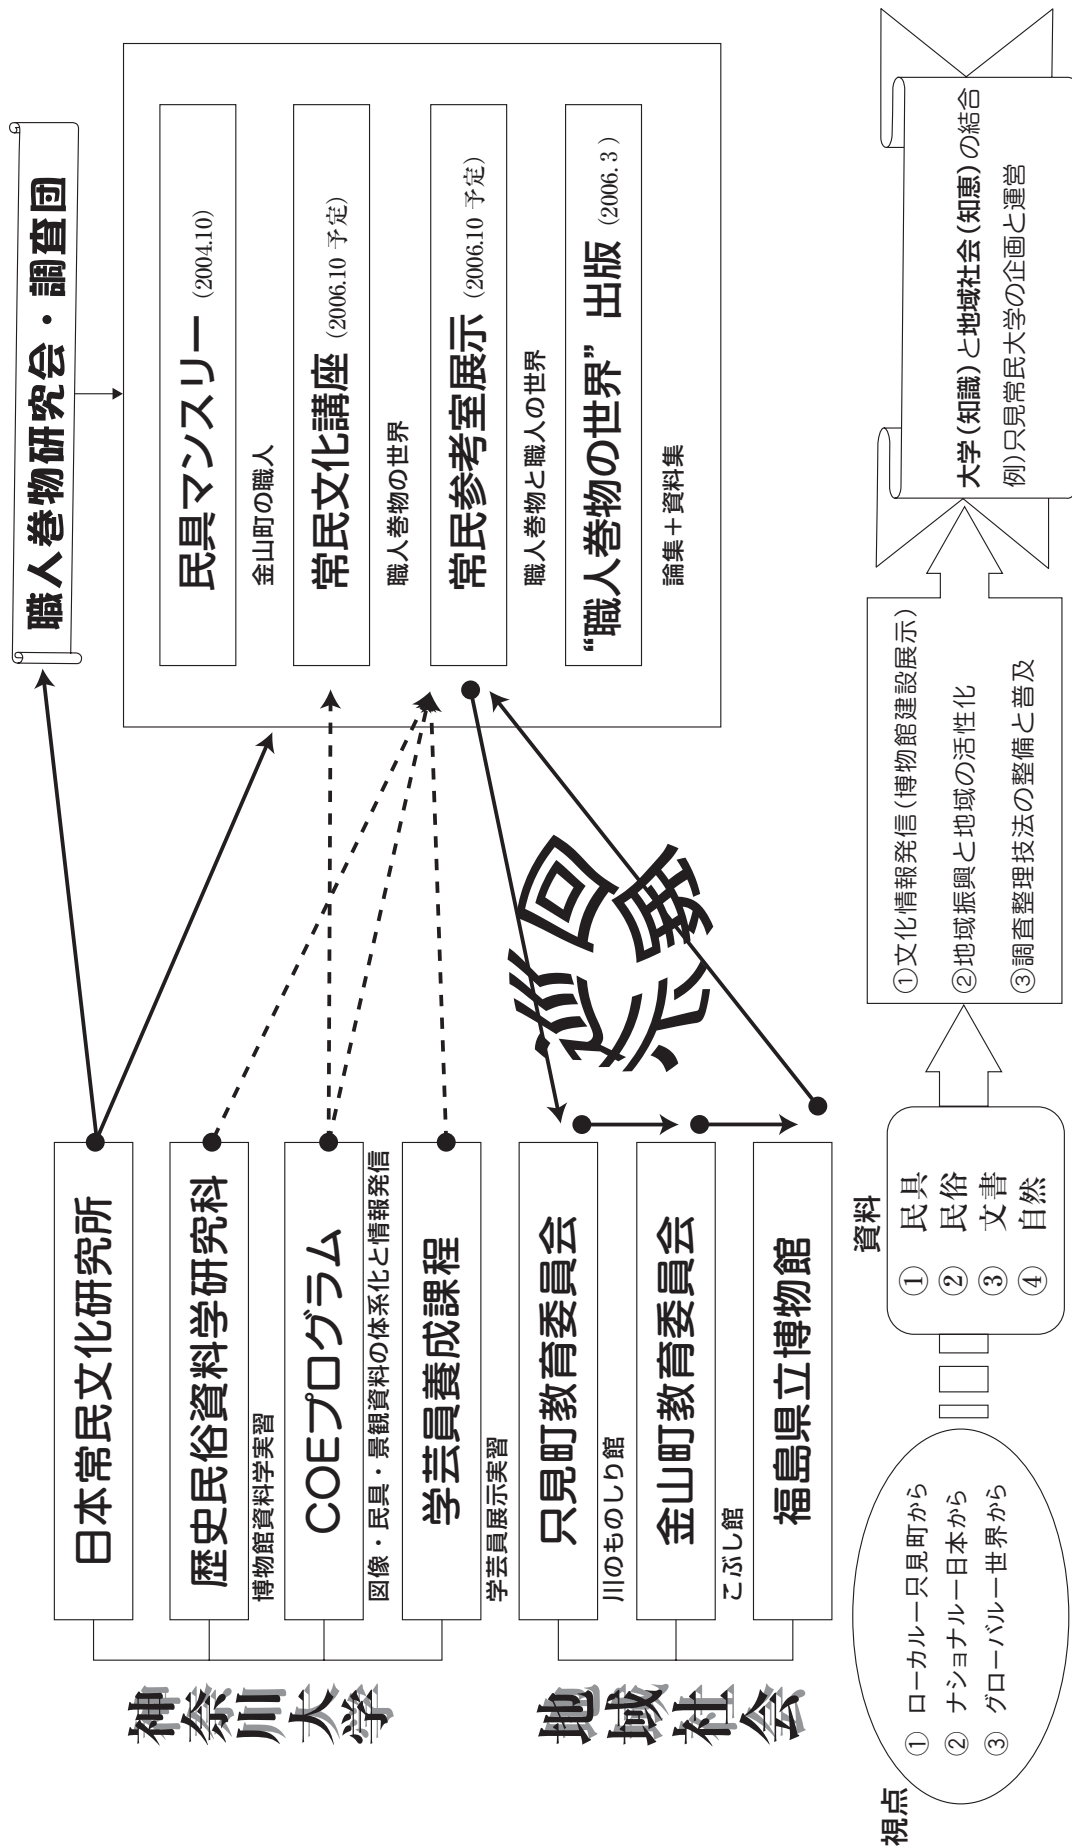 職人巻物研究会・調査団
神奈川大学
日本常民文化研究所
歴史民俗資料学研究科
博物館資料学実習
COEプログラム
図像・民具・景観資料の体系化と情報発信
学芸員養成課程
学芸員展示実習
地域社会
只見町教育委員会
川のものしり館
金山町教育委員会
こぶし館
福島県立博物館
巡回展示
民具マンスリー (2004.10)
金山町の職人
常民文化講座 (2006.10 予定)
職人巻物の世界
常民参考室展示 (2006.10 予定)
職人巻物と職人の世界
“職人巻物の世界” 出版 (2006.3)
論集+資料集
視点
① ローカルー只見町から
② ナショナルー日本から
③ グローバルー世界から
資料
① 民具
② 民俗
③ 文書
④ 自然
①文化情報発信(博物館建設展示)
②地域振興と地域の活性化
③調査整理技法の整備と普及
大学(知識)と地域社会(知恵)の結合
例)只見常民大学の企画と運営